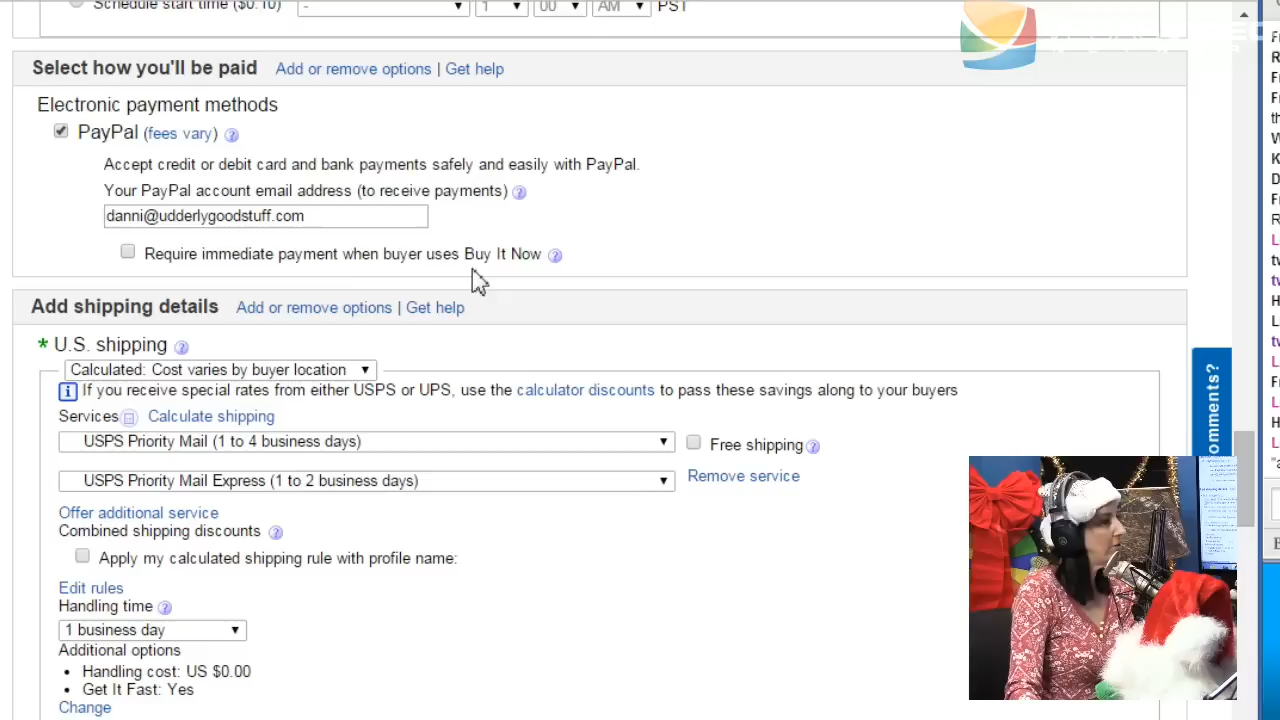 Schedule start time ($0.10) - 1 00 AM PST
Select how you'll be paid Add or remove options | Get help
Electronic payment methods
PayPal (fees vary)
Accept credit or debit card and bank payments safely and easily with PayPal.
Your PayPal account email address (to receive payments)
danni@udderlygoodstuff.com
Require immediate payment when buyer uses Buy It Now
Add shipping details Add or remove options | Get help
* U.S. shipping
Calculated: Cost varies by buyer location
If you receive special rates from either USPS or UPS, use the calculator discounts to pass these savings along to your buyers
Services Calculate shipping
USPS Priority Mail (1 to 4 business days)
Free shipping
USPS Priority Mail Express (1 to 2 business days)
Remove service
Offer additional service
Combined shipping discounts
Apply my calculated shipping rule with profile name:
Edit rules
Handling time
1 business day
Additional options
• Handling cost: US $0.00
• Get It Fast: Yes
Change
omments?